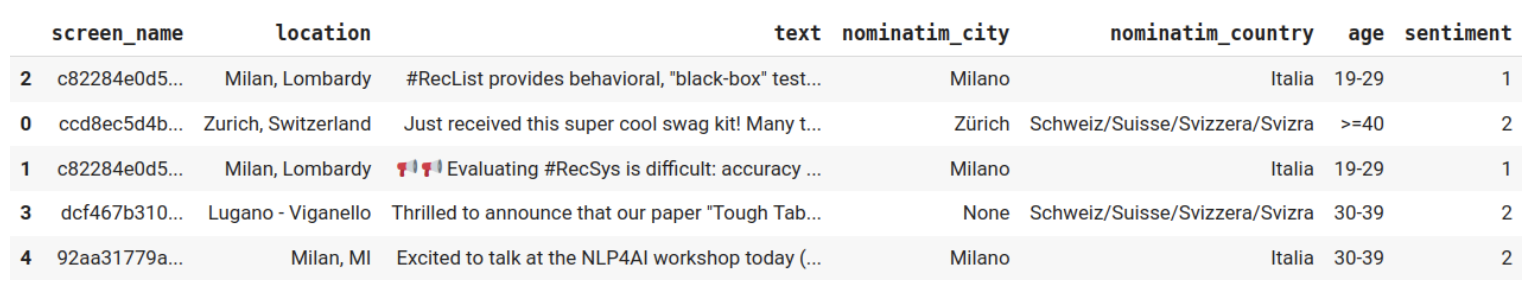 screen_name location text nominatim_city nominatim_country age sentiment
2 c82284e0d5... Milan, Lombardy #RecList provides behavioral, "black-box" test... Milano Italia 19-29 1
0 ccd8ec5d4b... Zurich, Switzerland Just received this super cool swag kit! Many t... Zürich Schweiz/Suisse/Svizzera/Svizra >=40 2
1 c82284e0d5... Milan, Lombardy 📢📢 Evaluating #RecSys is difficult: accuracy ... Milano Italia 19-29 1
3 dcf467b310... Lugano - Viganello Thrilled to announce that our paper "Tough Tab... None Schweiz/Suisse/Svizzera/Svizra 30-39 2
4 92aa31779a... Milan, MI Excited to talk at the NLP4AI workshop today (... Milano Italia 30-39 2